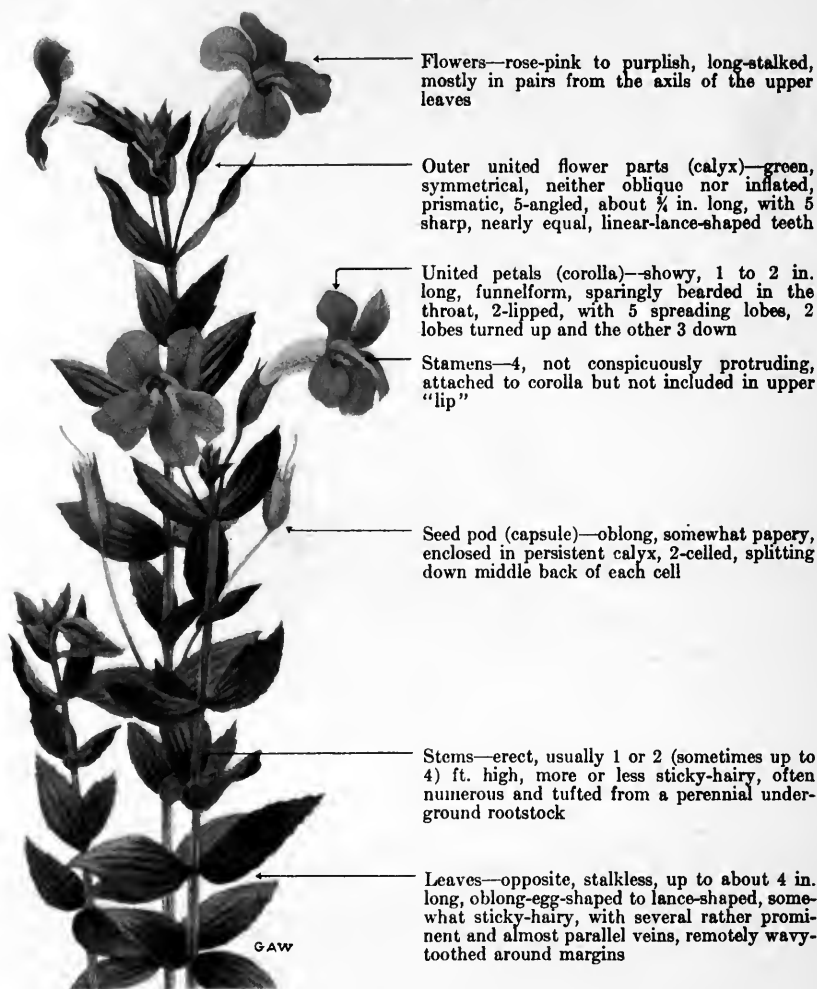 Flowers—rose-pink to purplish, long-stalked,
mostly in pairs from the axils of the upper
leaves
Outer united flower parts (calyx)—green,
symmetrical, neither oblique nor inflated,
prismatic, 5-angled, about ¾ in. long, with 5
sharp, nearly equal, linear-lance-shaped teeth
United petals (corolla)—showy, 1 to 2 in.
long, funnelform, sparingly bearded in the
throat, 2-lipped, with 5 spreading lobes, 2
lobes turned up and the other 3 down
Stamens—4, not conspicuously protruding,
attached to corolla but not included in upper
"lip"
Seed pod (capsule)—oblong, somewhat papery,
enclosed in persistent calyx, 2-celled, splitting
down middle back of each cell
Stems—erect, usually 1 or 2 (sometimes up to
4) ft. high, more or less sticky-hairy, often
numerous and tufted from a perennial under-
ground rootstock
Leaves—opposite, stalkless, up to about 4 in.
long, oblong-egg-shaped to lance-shaped, some-
what sticky-hairy, with several rather promi-
nent and almost parallel veins, remotely wavy-
toothed around margins
GAW